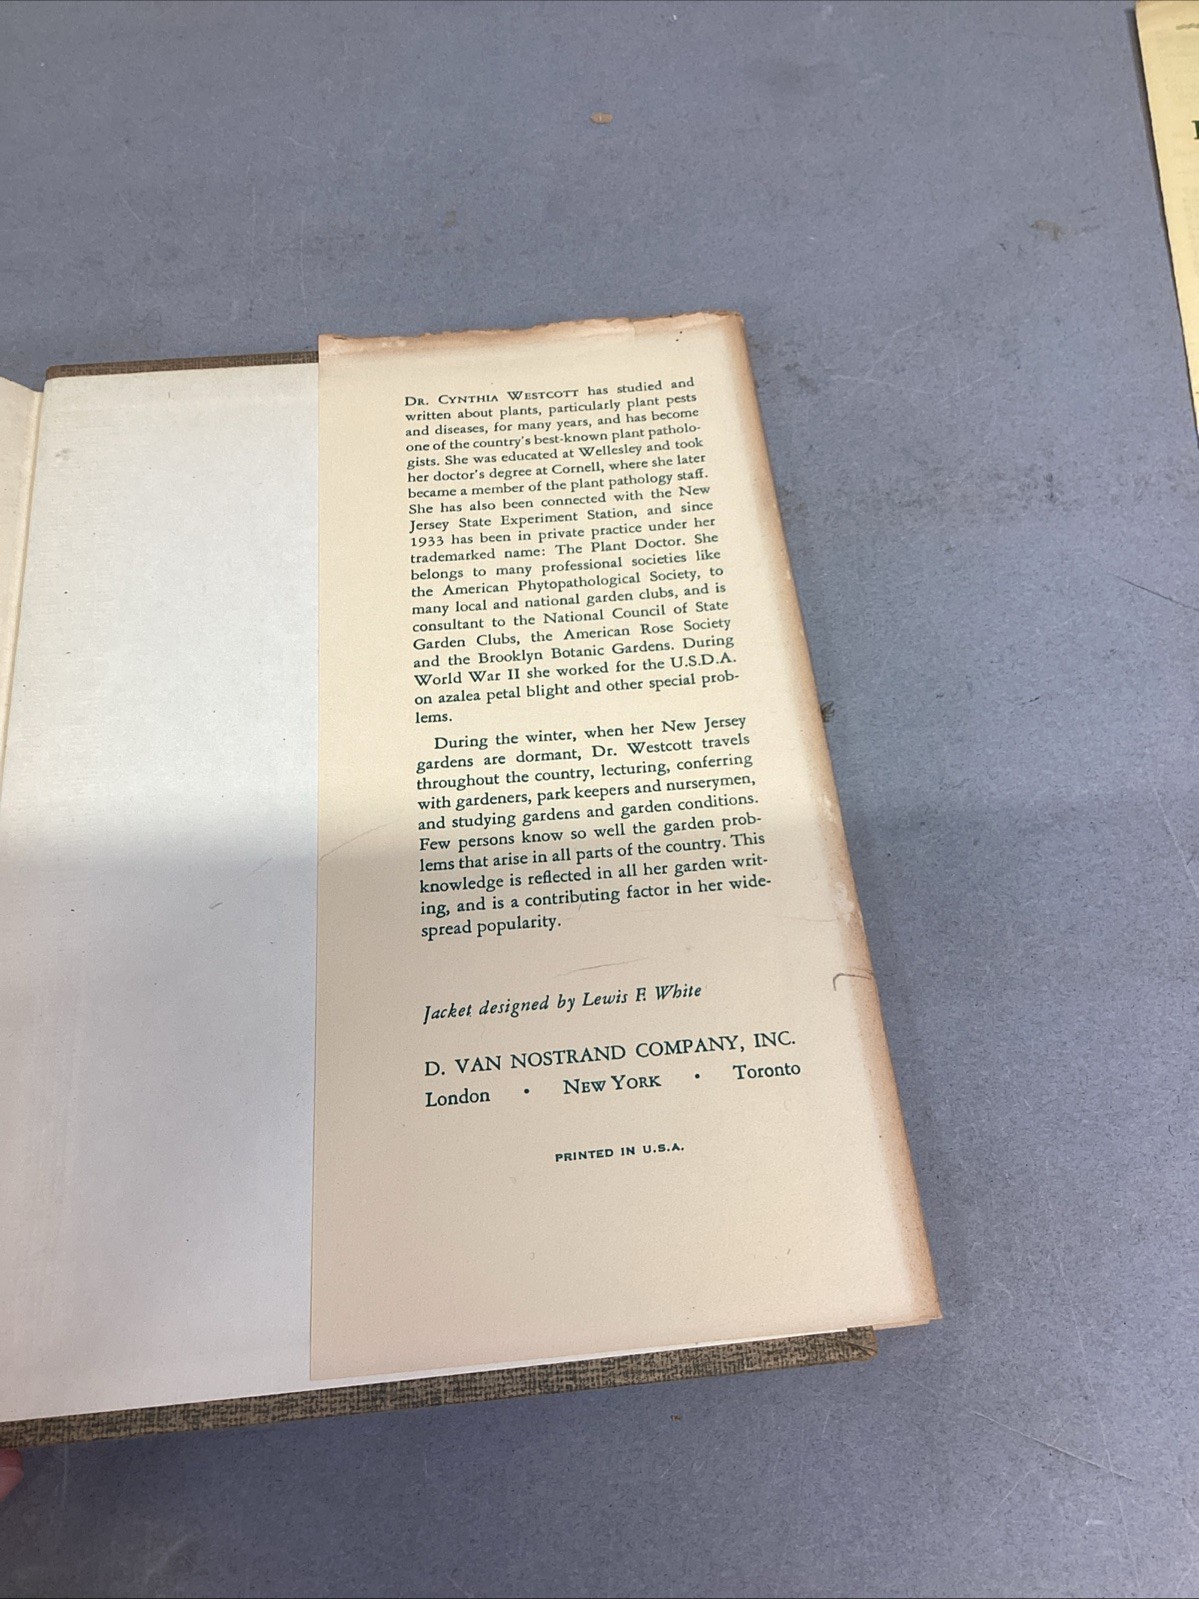 DR. CYNTHIA WESTCOTT has studied and
written about plants, particularly plant pests
and diseases, for many years, and has become
one of the country's best-known plant patholo-
gists. She was educated at Wellesley and took
her doctor's degree at Cornell, where she later
became a member of the plant pathology staff.
She has also been connected with the New
Jersey State Experiment Station, and since
1933 has been in private practice under her
trademarked name: The Plant Doctor. She
belongs to many professional societies like
the American Phytopathological Society, to
many local and national garden clubs, and is
consultant to the National Council of State
Garden Clubs, the American Rose Society
and the Brooklyn Botanic Gardens. During
World War II she worked for the U.S.D.A.
on azalea petal blight and other special prob-
lems.
During the winter, when her New Jersey
gardens are dormant, Dr. Westcott travels
throughout the country, lecturing, conferring
with gardeners, park keepers and nurserymen,
and studying gardens and garden conditions.
Few persons know so well the garden prob-
lems that arise in all parts of the country. This
knowledge is reflected in all her garden writ-
ing, and is a contributing factor in her wide-
spread popularity.
Jacket designed by Lewis F. White
D. VAN NOSTRAND COMPANY, INC.
London • NEW YORK • Toronto
PRINTED IN U.S.A.